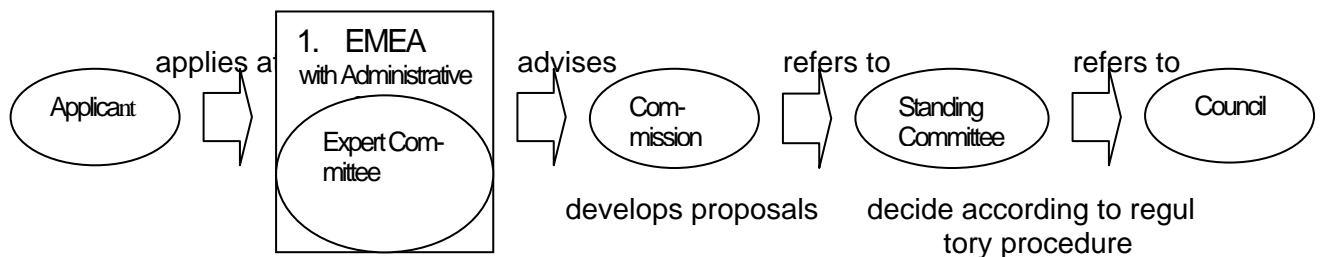 1. EMEA
applies at
with Administrative
advises
refers to
refers to
Applicant
Expert Com-
mittee
Com-
mission
Standing
Committee
Council
develops proposals
decide according to regul
tory procedure